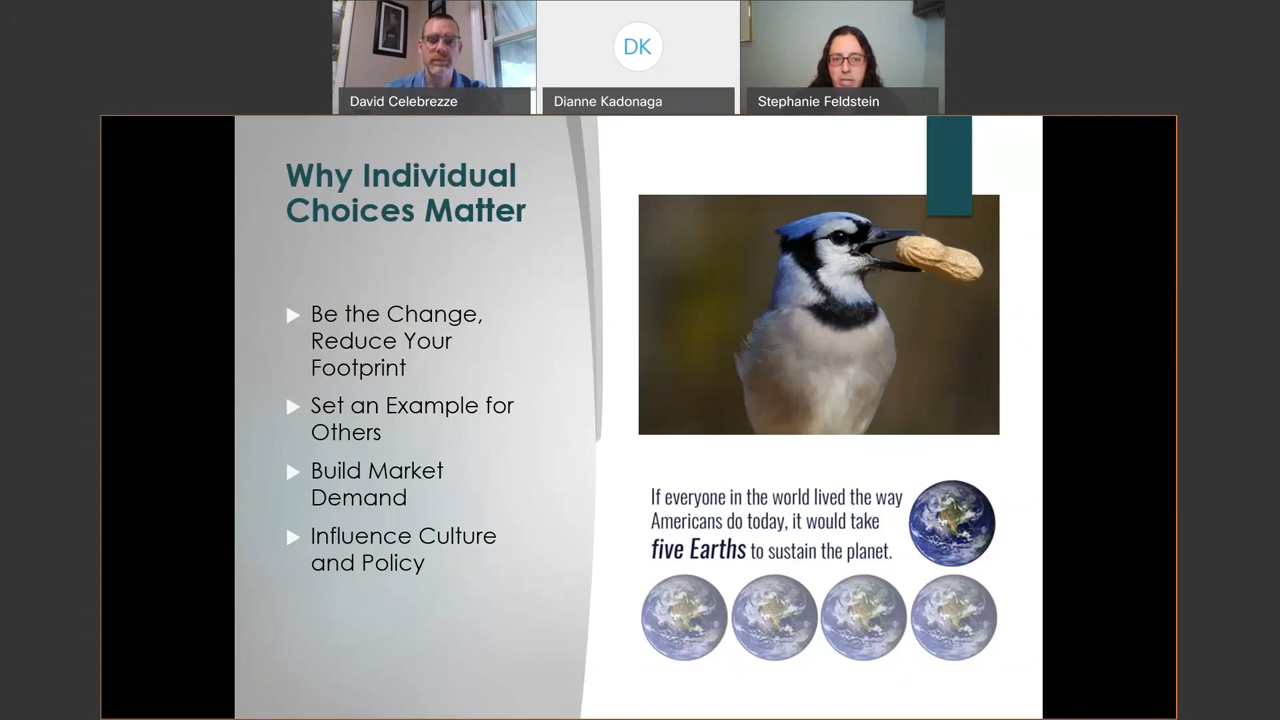 David Celebrezze
DK
Dianne Kadonaga
Stephanie Feldstein
Why Individual
Choices Matter
Be the Change,
Reduce Your
Footprint
Set an Example for
Others
Build Market
Demand
Influence Culture
and Policy
If everyone in the world lived the way
Americans do today, it would take
five Earths to sustain the planet.